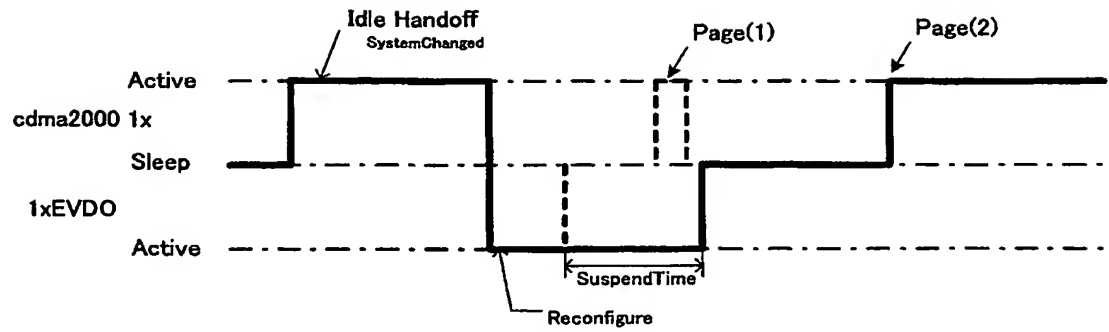 Idle Handoff
SystemChanged
Page(1)
Page(2)
Active
cdma2000 1x
Sleep
1xEVDO
Active
SuspendTime
Reconfigure